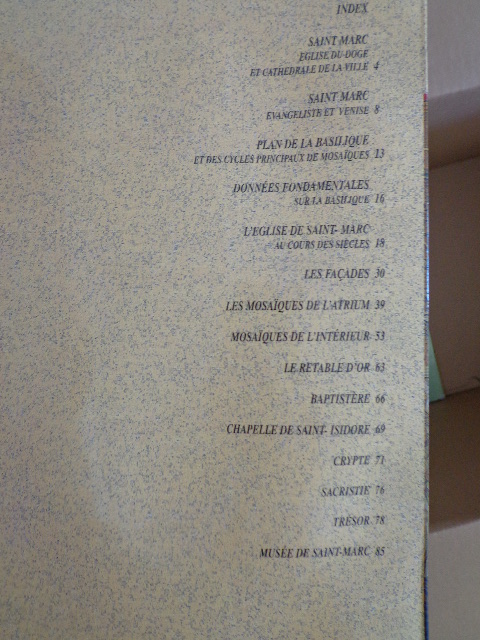 INDEX
SAINT MARC
EGLISE DU DOGE
ET CATHEDRALE DE LA VILLE 4
SAINT MARC
EVANGELISTE ET VENISE 8
PLAN DE LA BASILIQUE
ET DES CYCLES PRINCIPAUX DE MOSAÏQUES 13
DONNÉES FONDAMENTALES
SUR LA BASILIQUE 16
L'EGLISE DE SAINT- MARC
AU COURS DES SIÈCLES 18
LES FAÇADES 30
LES MOSAÏQUES DE L'ATRIUM 39
MOSAÏQUES DE L'INTÉRIEUR 53
LE RETABLE D'OR 63
BAPTISTÈRE 66
CHAPELLE DE SAINT- ISIDORE 69
CRYPTE 71
SACRISTIE 76
TRÉSOR 78
MUSÉE DE SAINT-MARC 85